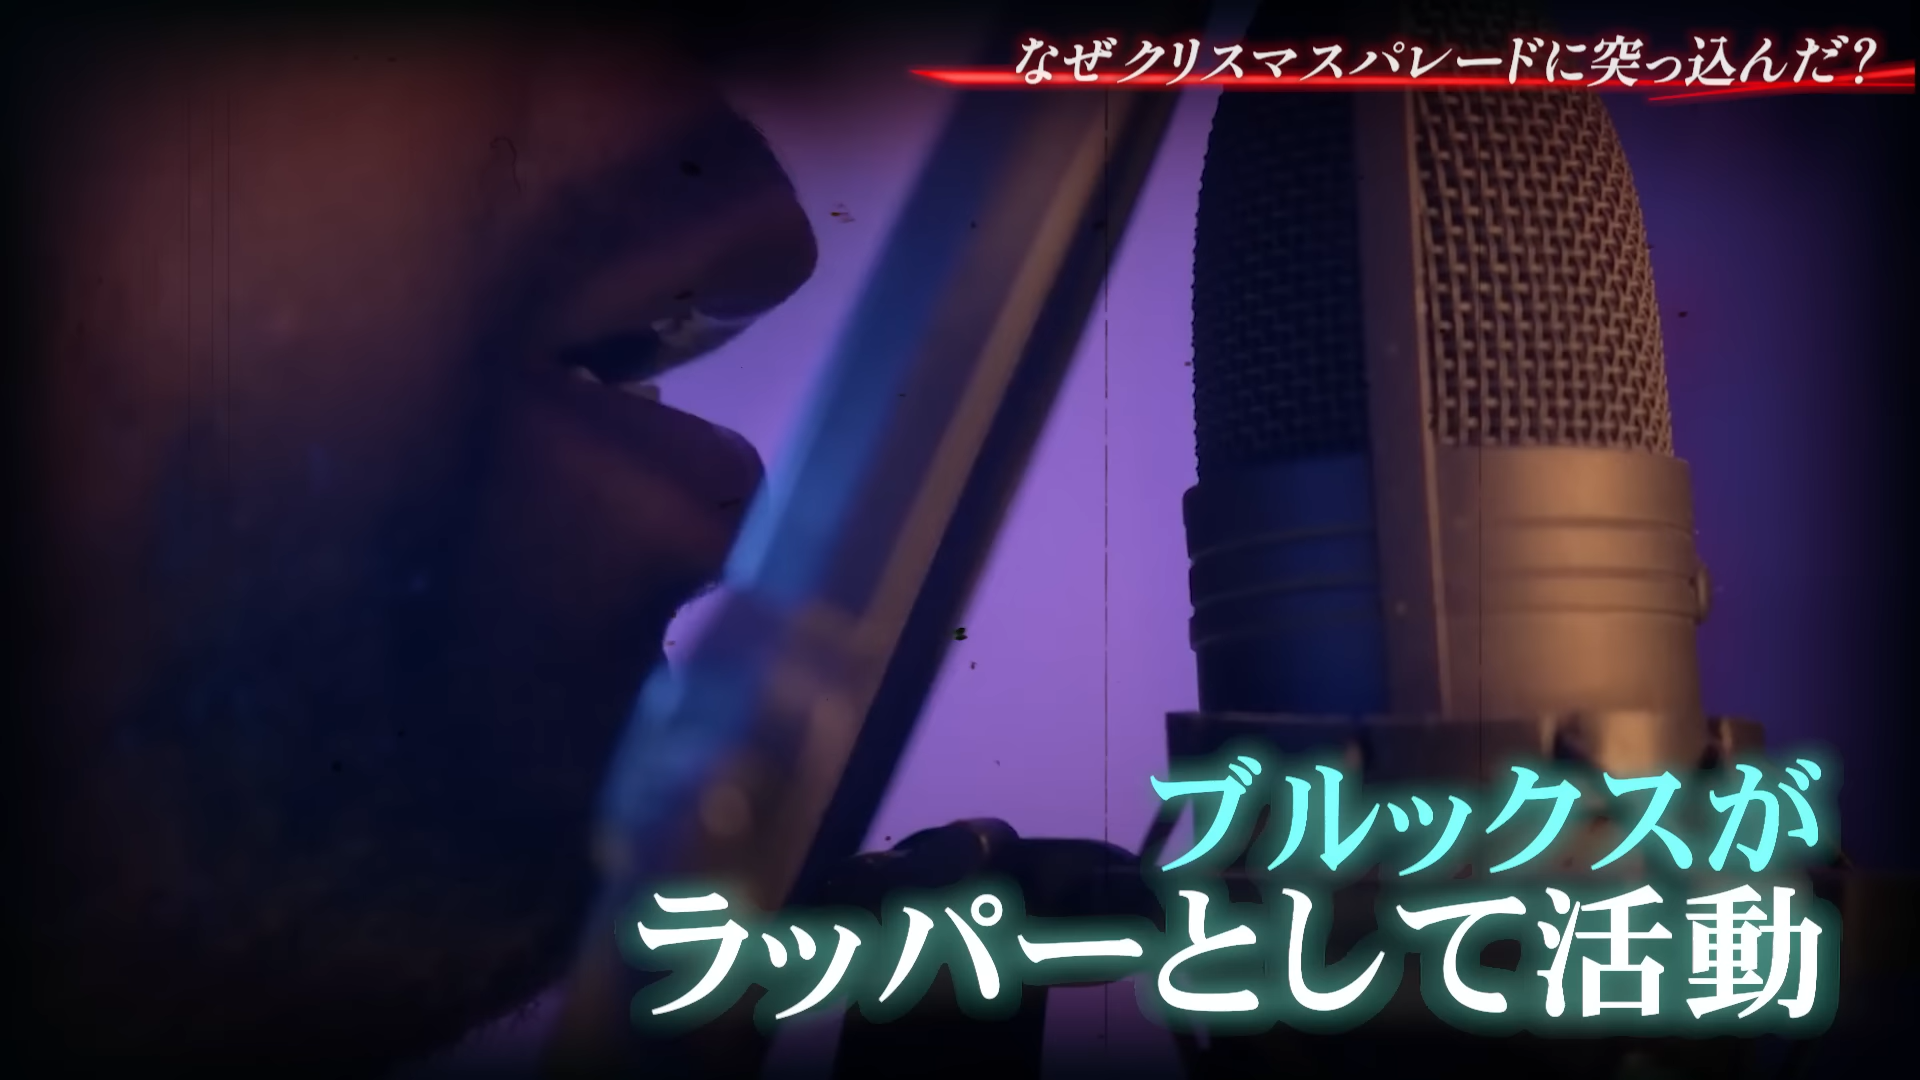 なぜクリスマスパレードに突っ込んだ?
ブルックスが
ラッパーとして活動